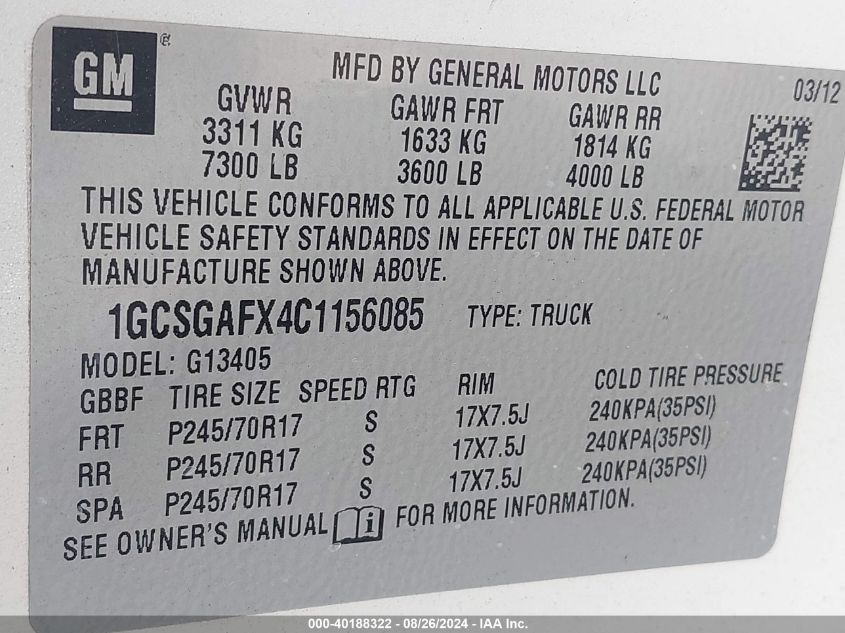 GM ®
MFD BY GENERAL MOTORS LLC
03/12
GVWR GAWR FRT GAWR RR
3311 KG 1633 KG 1814 KG
7300 LB 3600 LB 4000 LB
THIS VEHICLE CONFORMS TO ALL APPLICABLE U.S. FEDERAL MOTOR
VEHICLE SAFETY STANDARDS IN EFFECT ON THE DATE OF
MANUFACTURE SHOWN ABOVE.
1GCSGAFX4C1156085 TYPE: TRUCK
MODEL: G13405
GBBF TIRE SIZE SPEED RTG RIM COLD TIRE PRESSURE
FRT P245/70R17 S 17X7.5J 240KPA(35PSI)
RR P245/70R17 S 17X7.5J 240KPA(35PSI)
SPA P245/70R17 S 17X7.5J 240KPA(35PSI)
SEE OWNER'S MANUAL i FOR MORE INFORMATION.
000-40188322 - 08/26/2024 - IAA Inc.